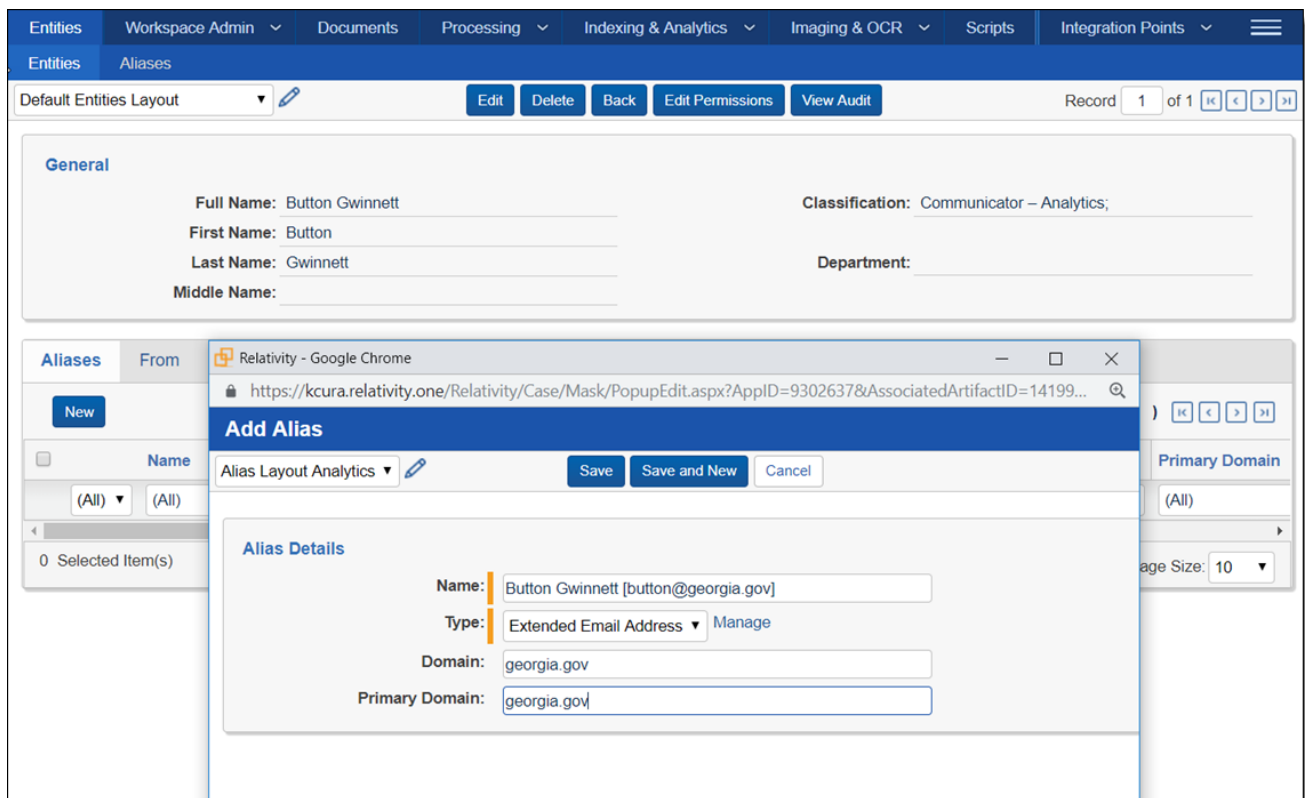 Entities Workspace Admin Documents Processing Indexing & Analytics Imaging & OCR Scripts Integration Points
Entities Aliases
Default Entities Layout Edit Delete Back Edit Permissions View Audit Record 1 of 1
General
Full Name: Button Gwinnett Classification: Communicator – Analytics;
First Name: Button
Last Name: Gwinnett Department:
Middle Name:
Aliases From Relativity - Google Chrome
https://kcura.relativity.one/Relativity/Case/Mask/PopupEdit.aspx?AppID=9302637&AssociatedArtifactID=14199...
New )
Add Alias
Name Primary Domain
Alias Layout Analytics Save Save and New Cancel
(All) (All) (All)
Alias Details
0 Selected Item(s) age Size: 10
Name: Button Gwinnett [button@georgia.gov]
Type: Extended Email Address Manage
Domain: georgia.gov
Primary Domain: georgia.gov